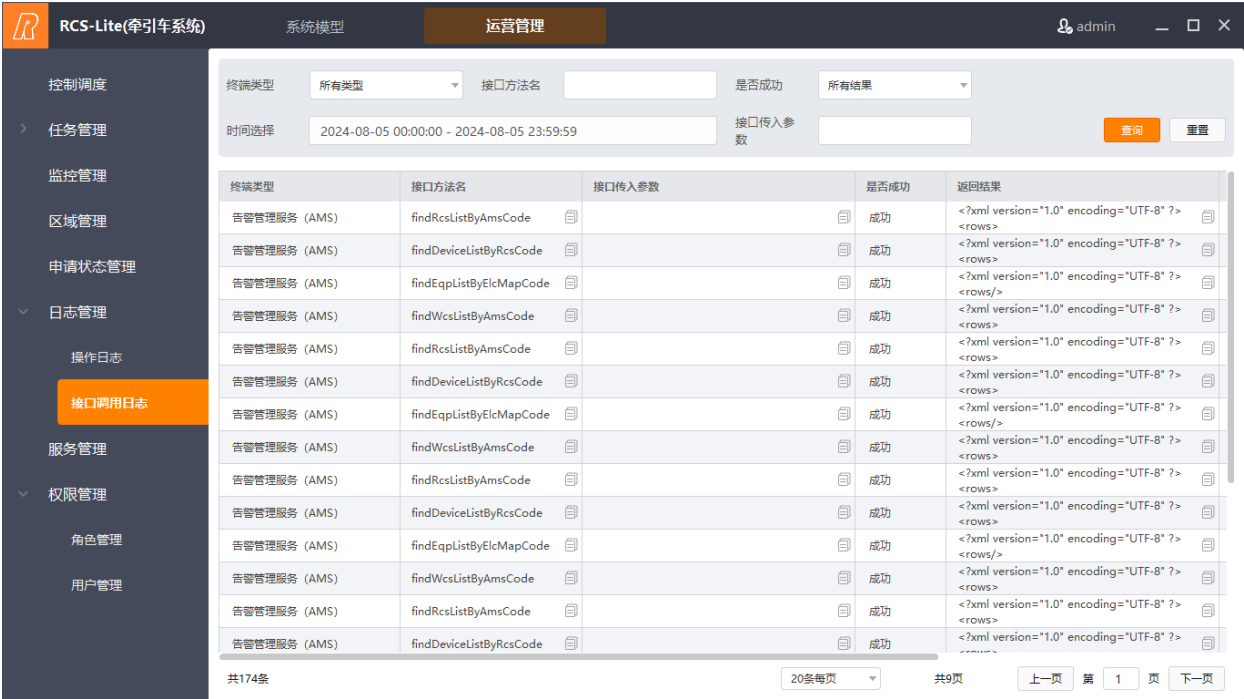 RCS-Lite(牵引车系统) 系统模型 运营管理 admin
控制调度
任务管理
监控管理
区域管理
申请状态管理
日志管理
操作日志
接口调用日志
服务管理
权限管理
角色管理
用户管理
终端类型 所有类型 接口方法名 是否成功 所有结果
时间选择 2024-08-05 00:00:00 - 2024-08-05 23:59:59 接口传入参
数 查询 重置
终端类型 接口方法名 接口传入参数 是否成功 返回结果
告警管理服务 (AMS) findRcsListByAmsCode 成功 <?xml version="1.0" encoding="UTF-8" ?>
<rows>
告警管理服务 (AMS) findDeviceListByRcsCode 成功 <?xml version="1.0" encoding="UTF-8" ?>
<rows>
告警管理服务 (AMS) findEqpListByElcMapCode 成功 <?xml version="1.0" encoding="UTF-8" ?>
<rows/>
告警管理服务 (AMS) findWcsListByAmsCode 成功 <?xml version="1.0" encoding="UTF-8" ?>
<rows>
告警管理服务 (AMS) findRcsListByAmsCode 成功 <?xml version="1.0" encoding="UTF-8" ?>
<rows>
告警管理服务 (AMS) findDeviceListByRcsCode 成功 <?xml version="1.0" encoding="UTF-8" ?>
<rows>
告警管理服务 (AMS) findEqpListByElcMapCode 成功 <?xml version="1.0" encoding="UTF-8" ?>
<rows/>
告警管理服务 (AMS) findWcsListByAmsCode 成功 <?xml version="1.0" encoding="UTF-8" ?>
<rows>
告警管理服务 (AMS) findRcsListByAmsCode 成功 <?xml version="1.0" encoding="UTF-8" ?>
<rows>
告警管理服务 (AMS) findDeviceListByRcsCode 成功 <?xml version="1.0" encoding="UTF-8" ?>
<rows>
告警管理服务 (AMS) findEqpListByElcMapCode 成功 <?xml version="1.0" encoding="UTF-8" ?>
<rows/>
告警管理服务 (AMS) findWcsListByAmsCode 成功 <?xml version="1.0" encoding="UTF-8" ?>
<rows>
告警管理服务 (AMS) findRcsListByAmsCode 成功 <?xml version="1.0" encoding="UTF-8" ?>
<rows>
告警管理服务 (AMS) findDeviceListByRcsCode 成功 <?xml version="1.0" encoding="UTF-8" ?>
共174条 20条每页 共9页 上一页 第 1 页 下一页